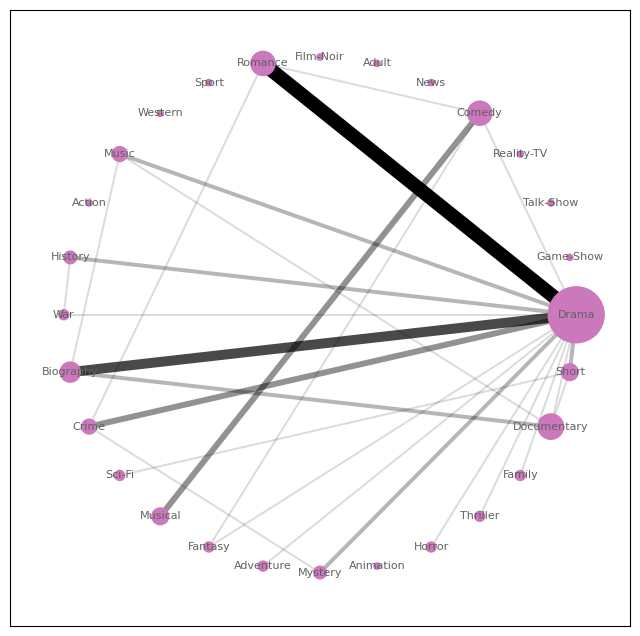 Film-Noir
Romance
Adult
Sport
News
Western
Comedy
Music
Reality-TV
Action
Talk-Show
History
Game-Show
War
Drama
Biography
Short
Crime
Documentary
Sci-Fi
Family
Musical
Thriller
Fantasy
Horror
Adventure
Animation
Mystery